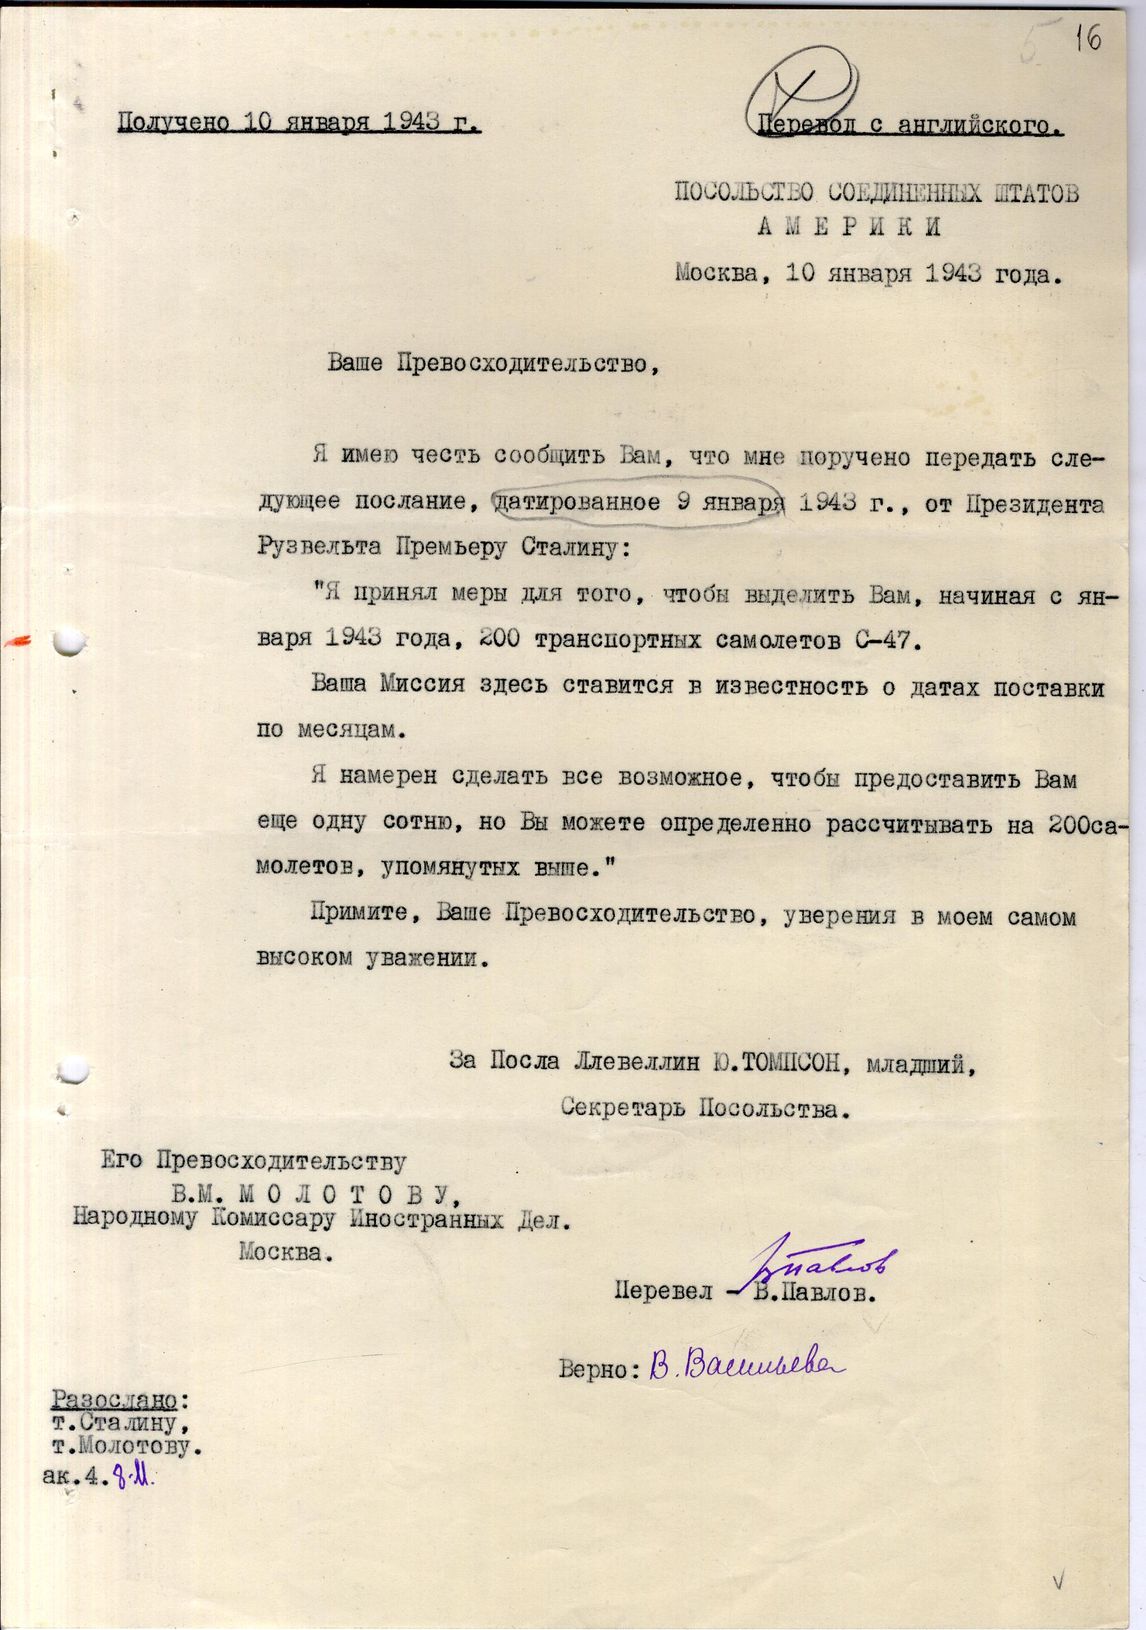 16
5
Получено 10 января 1943 г.
Перевод с английского.
ПОСОЛЬСТВО СОЕДИНЕННЫХ ШТАТОВ
А М Е Р И К И
Москва, 10 января 1943 года.
Ваше Превосходительство,
Я имею честь сообщить Вам, что мне поручено передать сле-
дующее послание, датированное 9 января 1943 г., от Президента
Рузвельта Премьеру Сталину:
"Я принял меры для того, чтобы выделить Вам, начиная с ян-
варя 1943 года, 200 транспортных самолетов С-47.
Ваша Миссия здесь ставится в известность о датах поставки
по месяцам.
Я намерен сделать все возможное, чтобы предоставить Вам
еще одну сотню, но Вы можете определенно рассчитывать на 200са-
молетов, упомянутых выше."
Примите, Ваше Превосходительство, уверения в моем самом
высоком уважении.
За Посла Ллевеллин Ю.ТОМПСОН, младший,
Секретарь Посольства.
Его Превосходительству
В.М. М О Л О Т О В У,
Народному Комиссару Иностранных Дел.
Москва.
Павлов
Перевел - В.Павлов.
Верно: В. Васильева
Разослано:
т.Сталину,
т.Молотову.
ак.4.